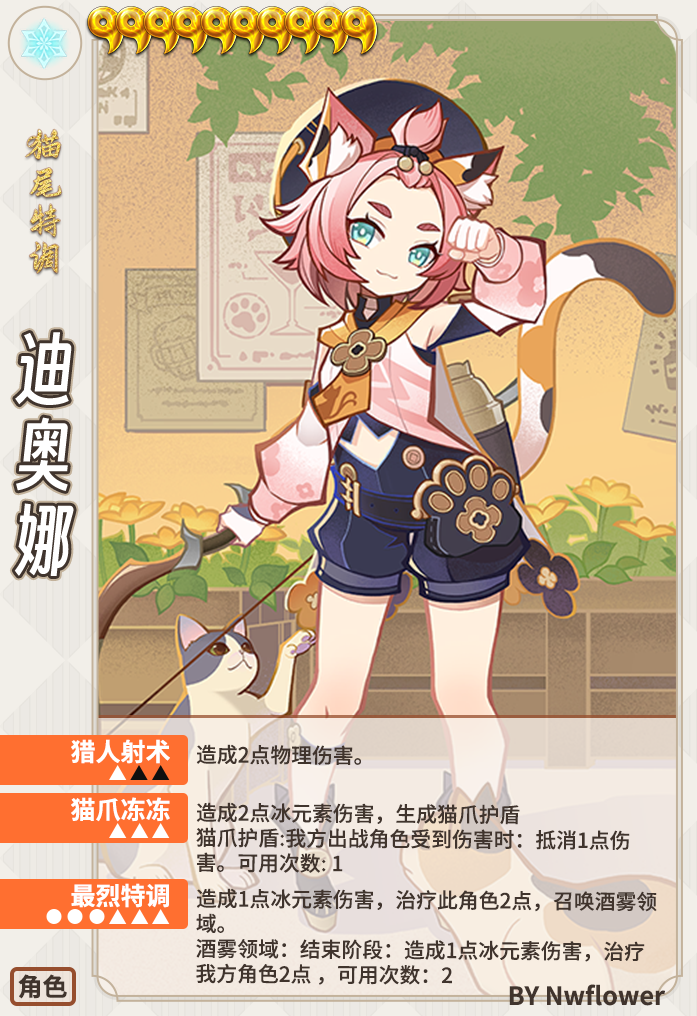 猫尾特调
迪奥娜
猎人射术
造成2点物理伤害。
猫爪冻冻
造成2点冰元素伤害，生成猫爪护盾
猫爪护盾:我方出战角色受到伤害时：抵消1点伤
害。可用次数: 1
最烈特调
造成1点冰元素伤害，治疗此角色2点，召唤酒雾领
域。
酒雾领域：结束阶段：造成1点冰元素伤害，治疗
我方角色2点 ，可用次数：2
角色
BY Nwflower